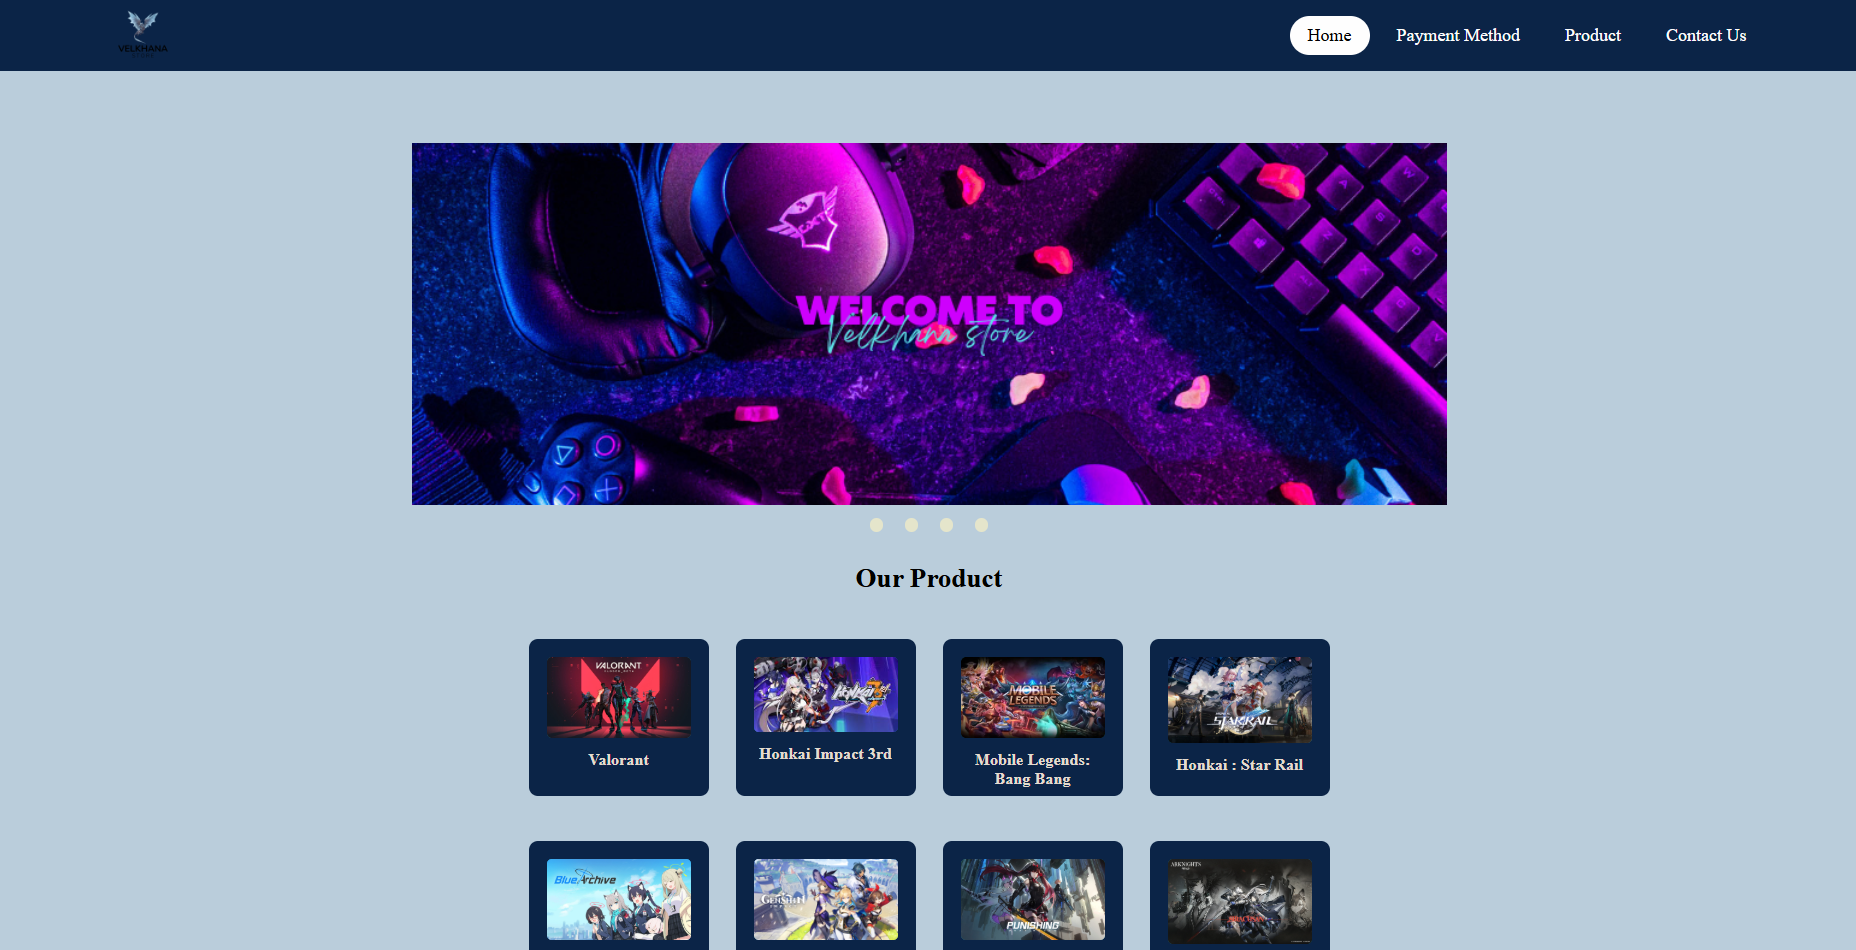 VELKHANA
Home
Payment Method
Product
Contact Us
WELCOME TO
Velkhana store
Our Product
VALORANT
Valorant
HONKAI
Honkai Impact 3rd
MOBILE
LEGENDS
Mobile Legends:
Bang Bang
STAR RAIL
Honkai : Star Rail
Blue Archive
GENSHIN
PUNISHING
ARKNIGHTS